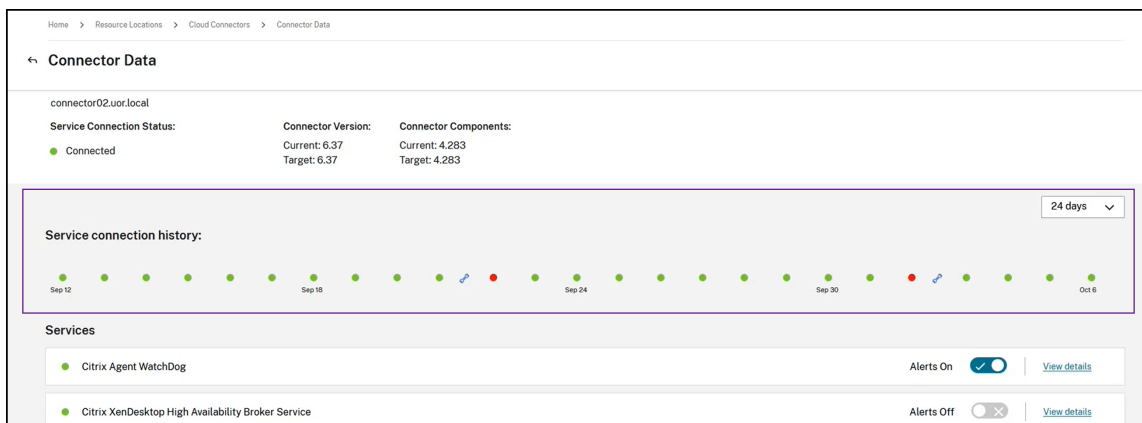 Home > Resource Locations > Cloud Connectors > Connector Data
Connector Data
connector02.uor.local
Service Connection Status: Connector Version: Connector Components:
Connected Current: 6.37 Current: 4.283
Target: 6.37 Target: 4.283
24 days
Service connection history:
Sep 12 Sep 18 Sep 24 Sep 30 Oct 6
Services
Citrix Agent WatchDog Alerts On View details
Citrix XenDesktop High Availability Broker Service Alerts Off View details